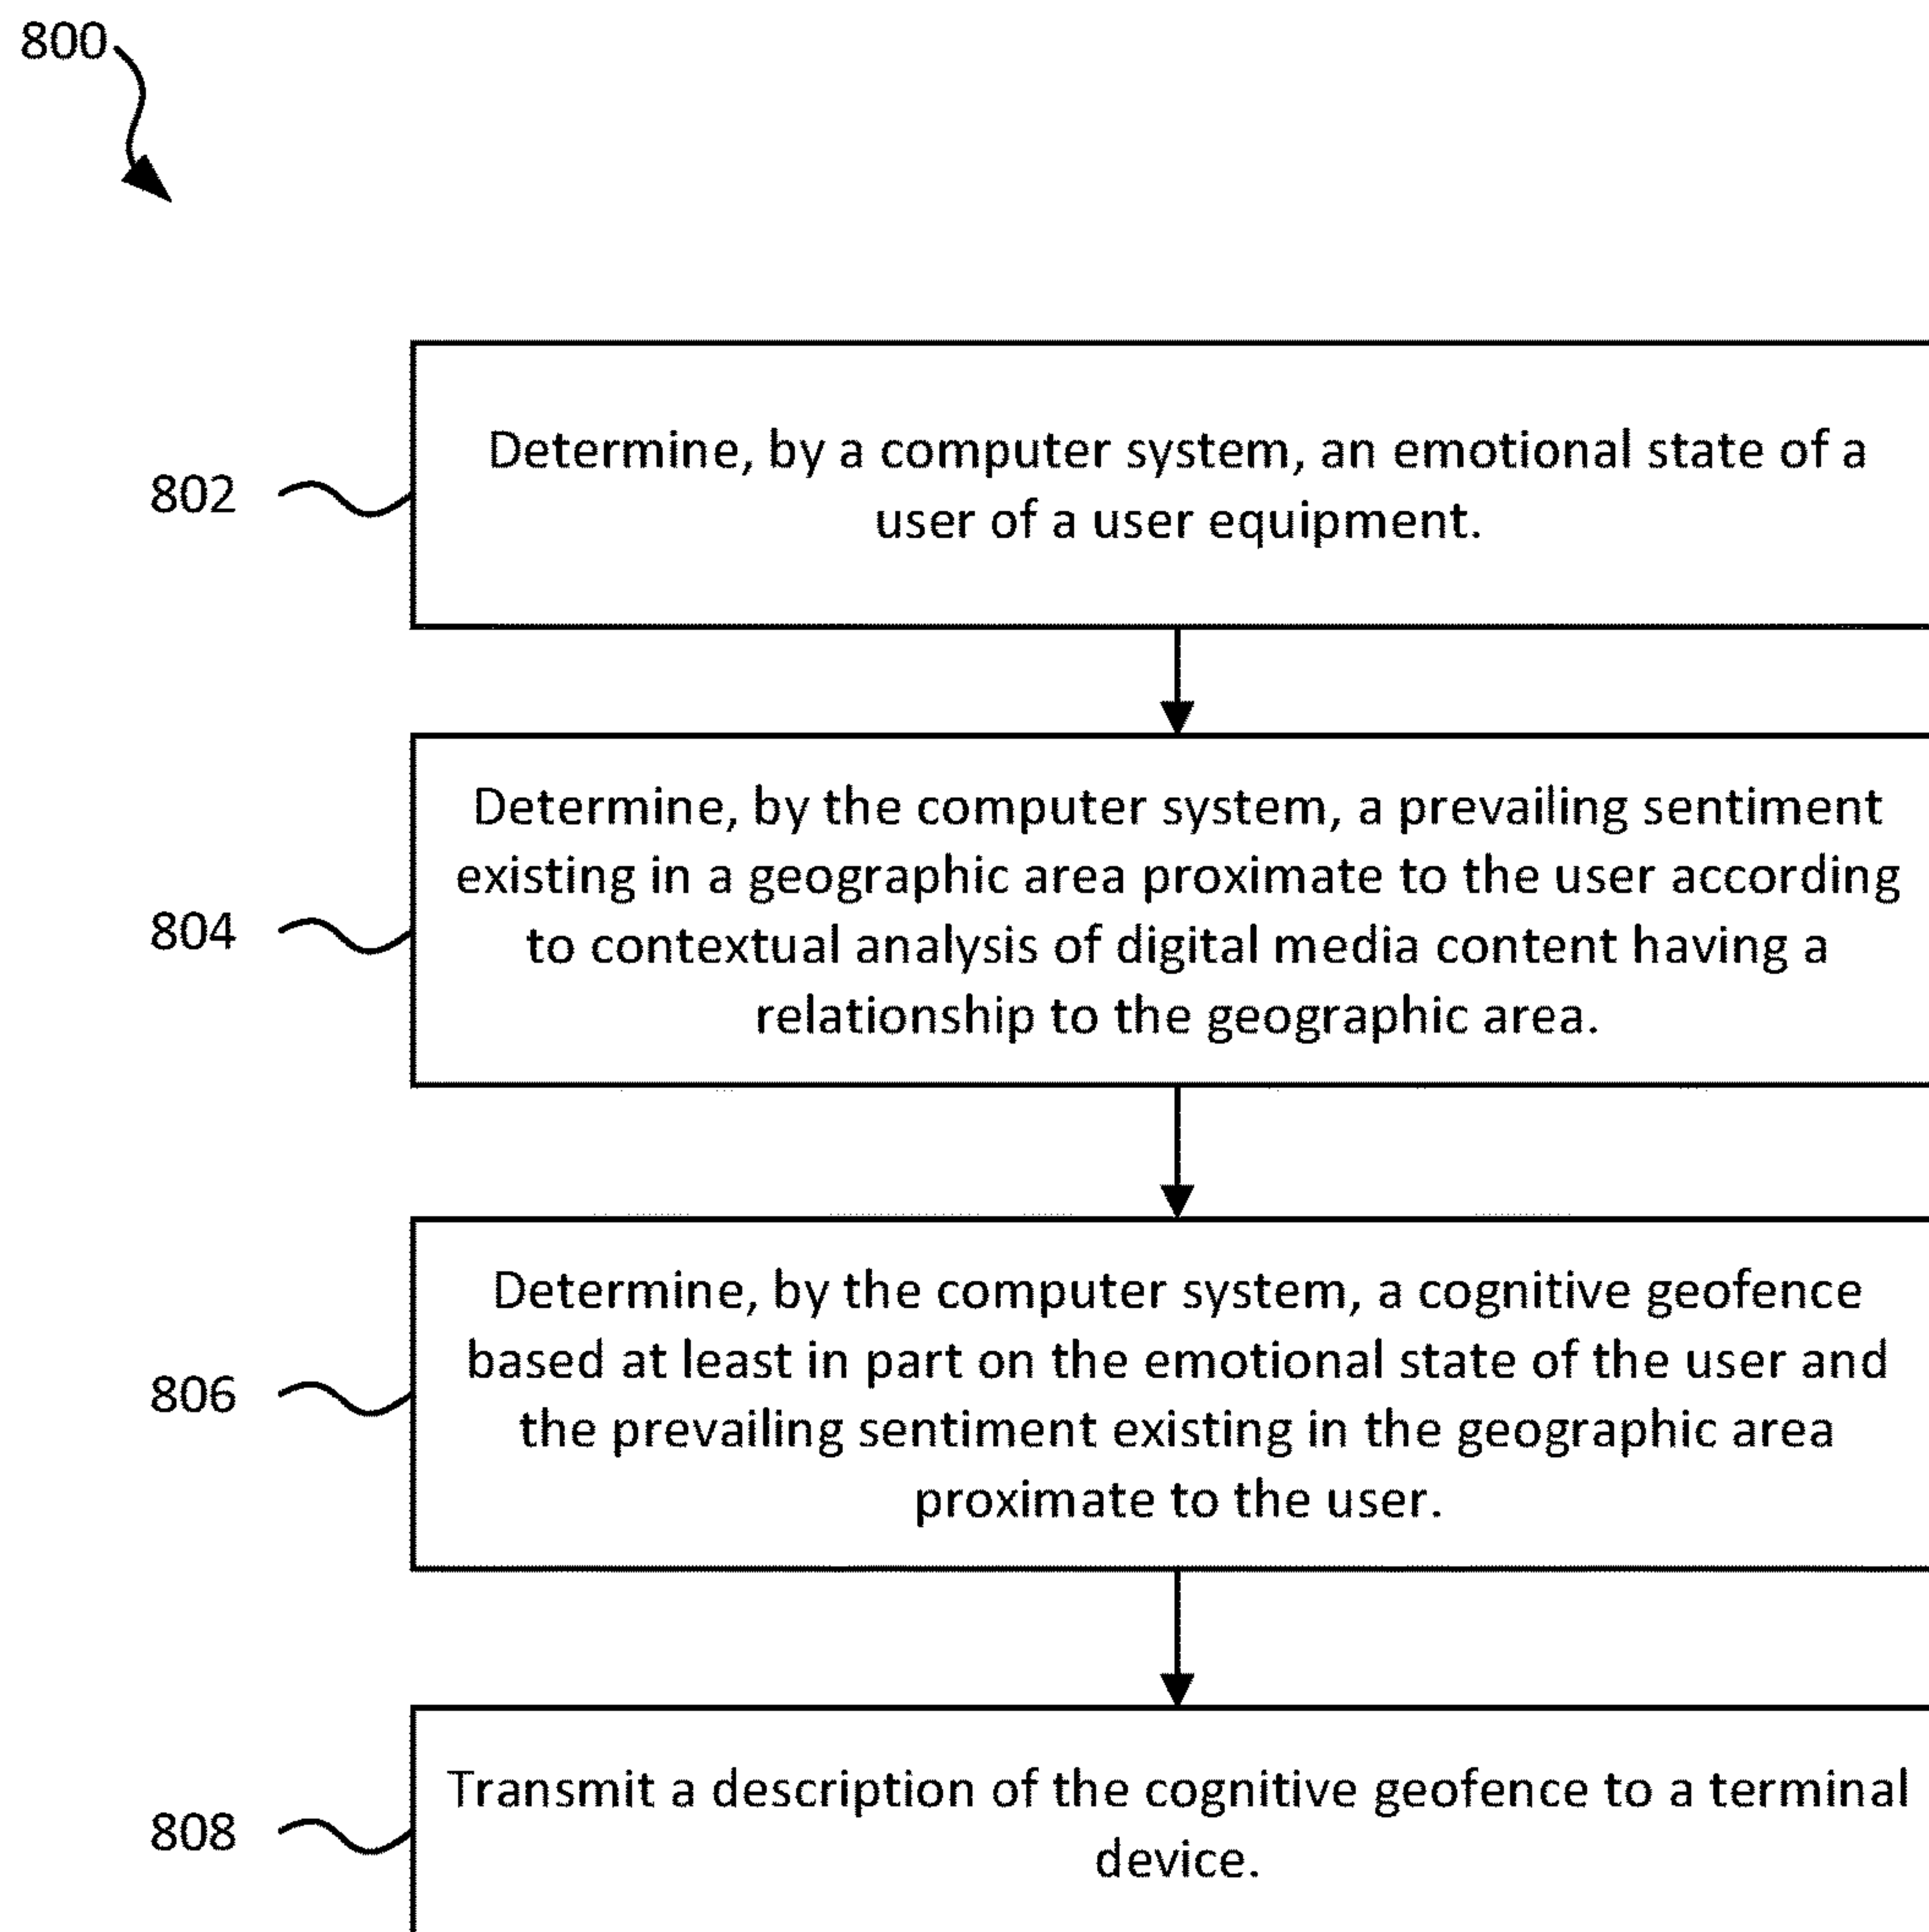 800
802
Determine, by a computer system, an emotional state of a
user of a user equipment.
804
Determine, by the computer system, a prevailing sentiment
existing in a geographic area proximate to the user according
to contextual analysis of digital media content having a
relationship to the geographic area.
806
Determine, by the computer system, a cognitive geofence
based at least in part on the emotional state of the user and
the prevailing sentiment existing in the geographic area
proximate to the user.
808
Transmit a description of the cognitive geofence to a terminal
device.